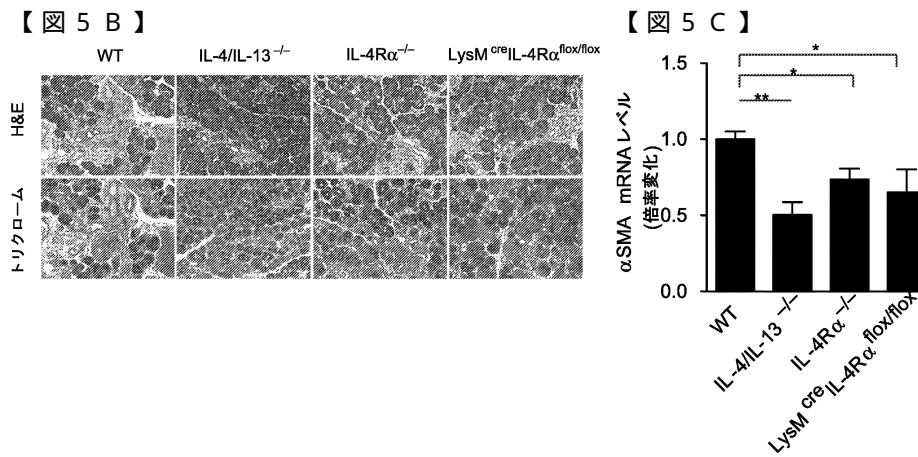 【図5B】
WT IL-4/IL-13 -/- IL-4Rα-/- LysM cre IL-4Rα flox/flox
H&E
トリクローム
【図5C】
*
*
**
1.5
1.0
0.5
0.0
αSMA mRNAレベル
(倍率変化)
WT
IL-4/IL-13 -/-
IL-4Rα -/-
LysM cre IL-4Rα flox/flox